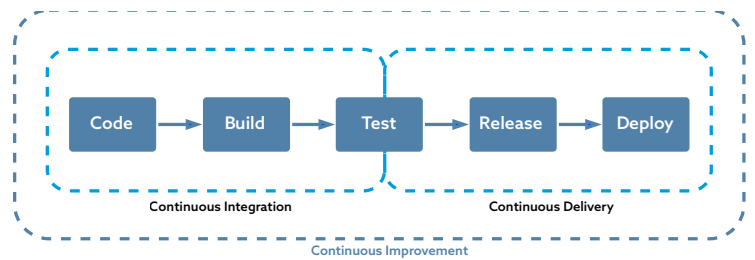 Code
Build
Test
Release
Deploy
Continuous Integration
Continuous Delivery
Continuous Improvement